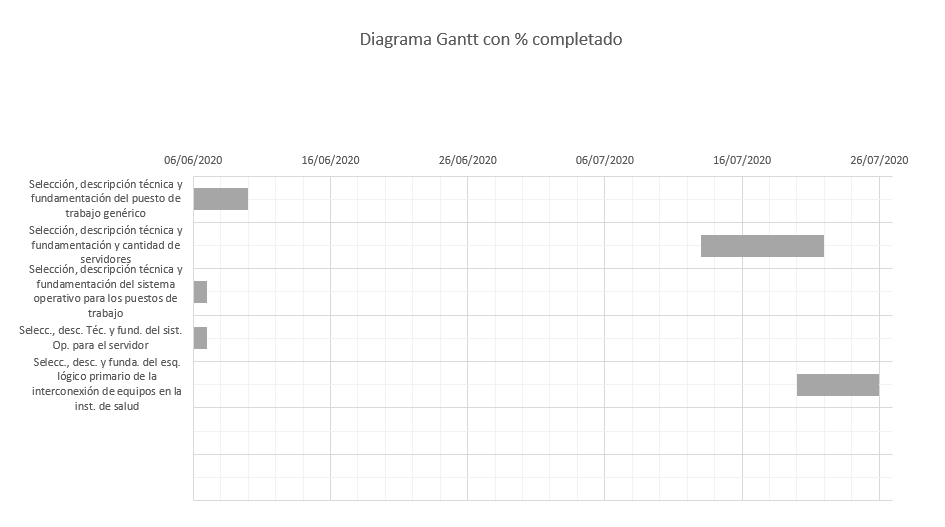 Diagrama Gantt con % completado
06/06/2020 16/06/2020 26/06/2020 06/07/2020 16/07/2020 26/07/2020
Selección, descripción técnica y
fundamentación del puesto de
trabajo genérico
Selección, descripción técnica y
fundamentación y cantidad de
servidores
Selección, descripción técnica y
fundamentación del sistema
operativo para los puestos de
trabajo
Selecc., desc. Téc. y fund. del sist.
Op. para el servidor
Selecc., desc. y funda. del esq.
lógico primario de la
interconexión de equipos en la
inst. de salud